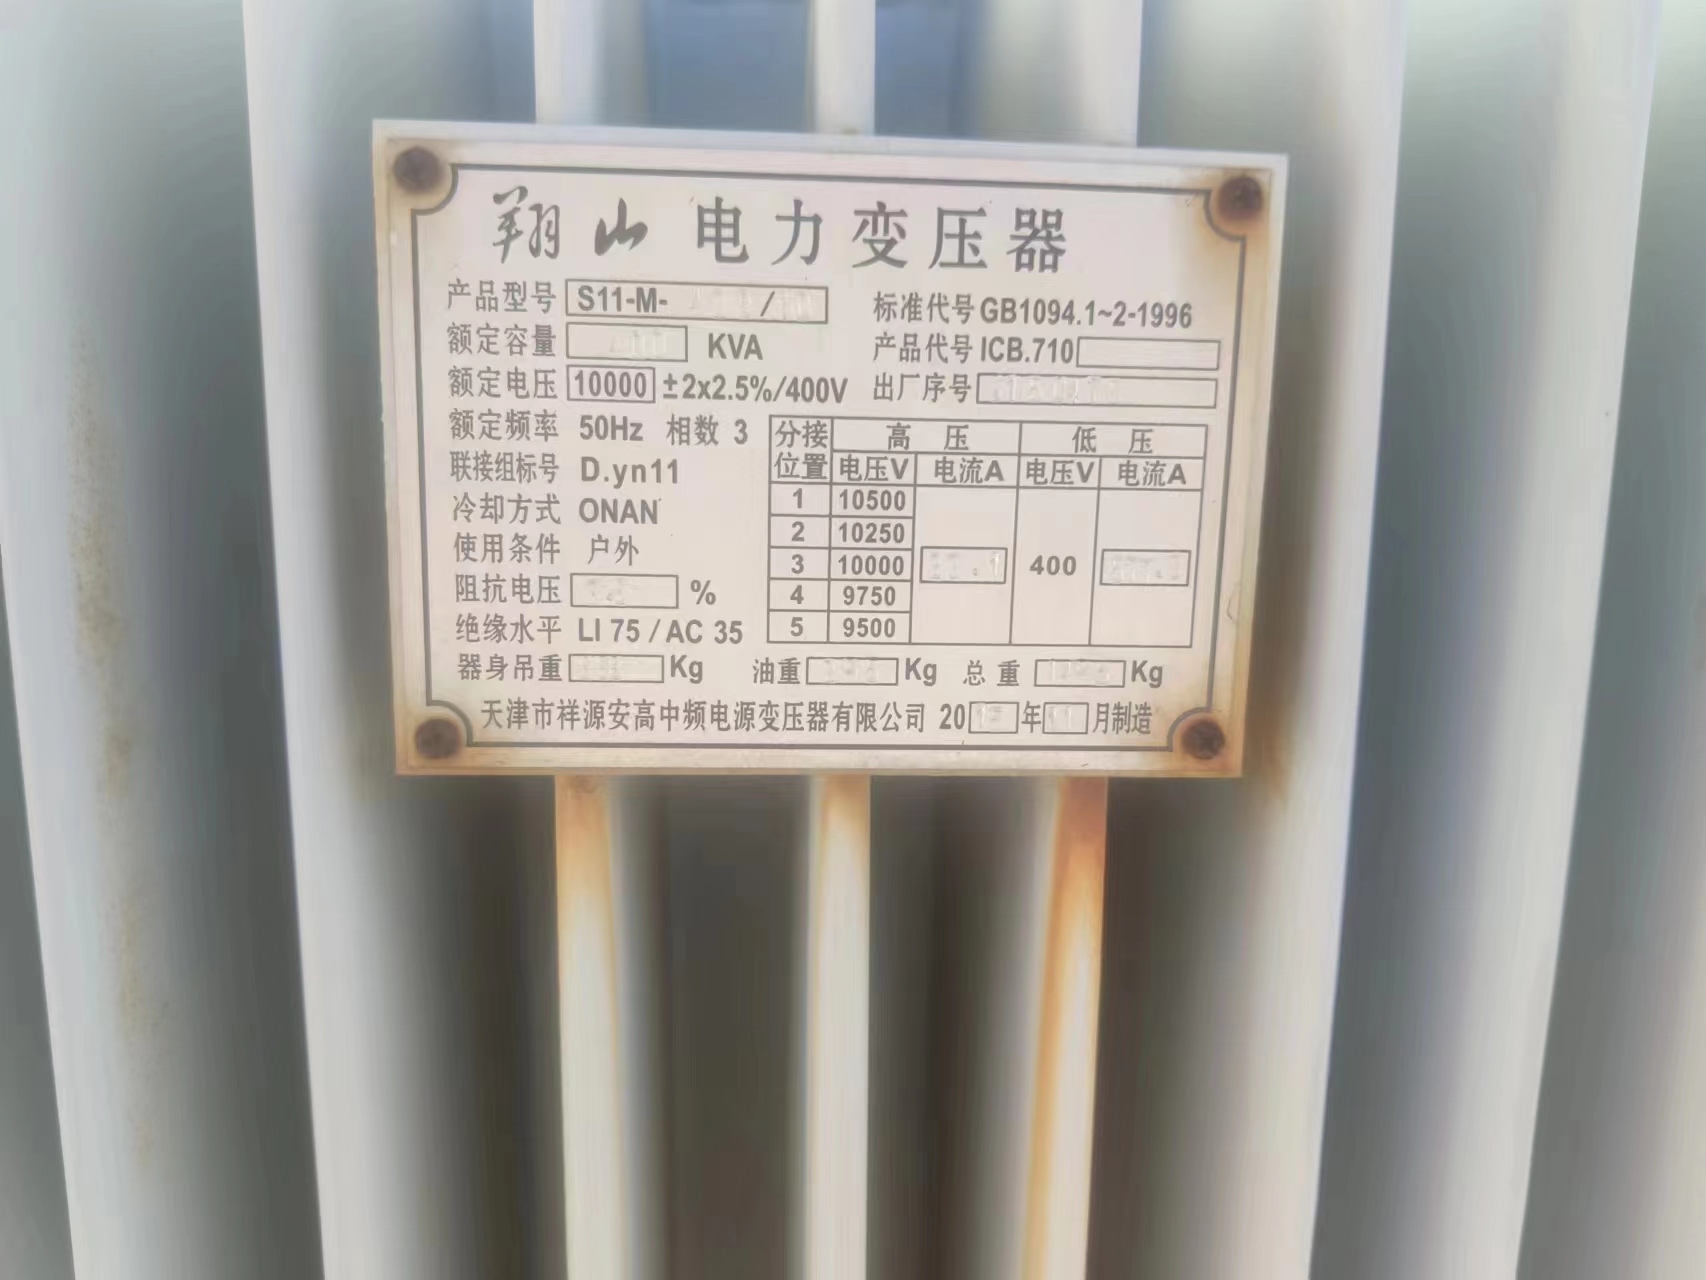 翔山 电力变压器
产品型号 S11-M- /
标准代号 GB1094.1~2-1996
额定容量 KVA
产品代号 ICB.710
额定电压 10000 ±2x2.5%/400V
出厂序号
额定频率 50Hz 相数 3
联接组标号 D.yn11
冷却方式 ONAN
使用条件 户外
阻抗电压 %
绝缘水平 LI 75 / AC 35
分接位置 高压 低压
电压V 电流A 电压V 电流A
1 10500
2 10250
3 10000 400
4 9750
5 9500
器身吊重 Kg 油重 Kg 总重 Kg
天津市祥源安高中频电源变压器有限公司 20 年 月制造